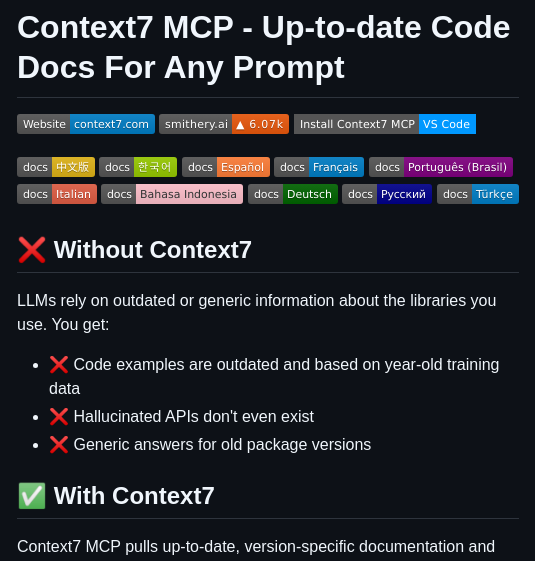 Context7 MCP - Up-to-date Code
Docs For Any Prompt
Website context7.com smithery.ai ▲ 6.07k Install Context7 MCP VS Code
docs 中文版 docs 한국어 docs Español docs Français docs Português (Brasil)
docs Italian docs Bahasa Indonesia docs Deutsch docs Русский docs Türkçe
❌ Without Context7
LLMs rely on outdated or generic information about the libraries you
use. You get:
• ❌ Code examples are outdated and based on year-old training
data
• ❌ Hallucinated APIs don't even exist
• ❌ Generic answers for old package versions
✅ With Context7
Context7 MCP pulls up-to-date, version-specific documentation and